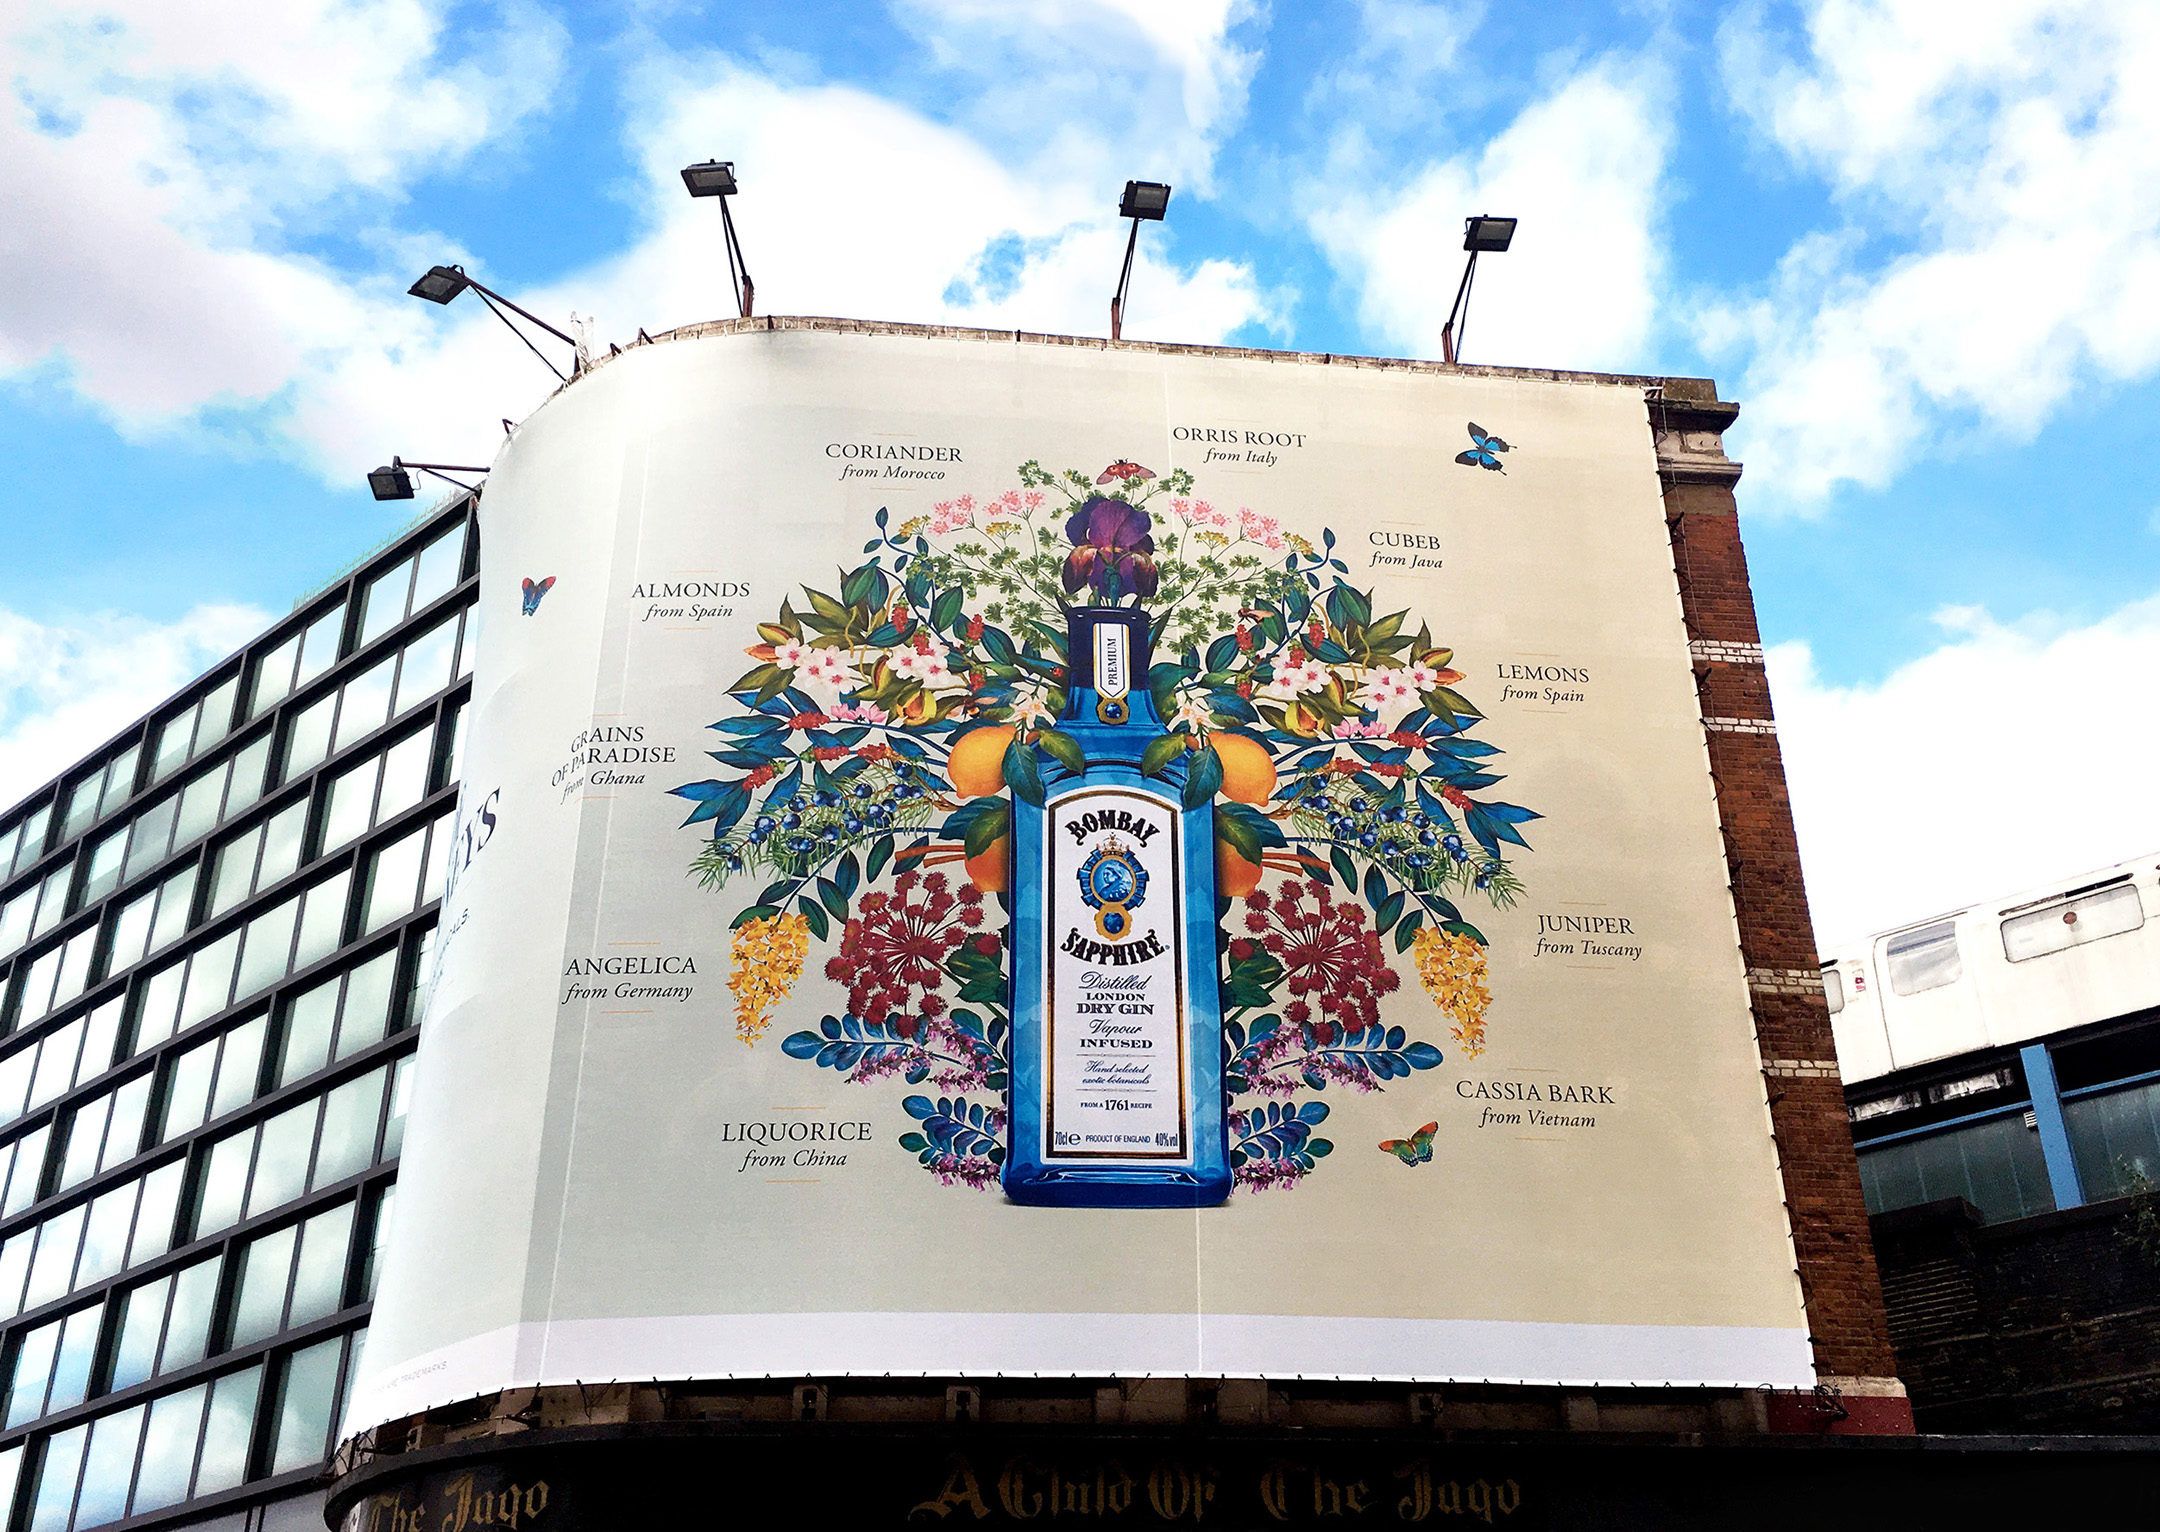 CORIANDER
from Morocco
ORRIS ROOT
from Italy
CUBEB
from Java
ALMONDS
from Spain
LEMONS
from Spain
GRAINS
OF PARADISE
from Ghana
JUNIPER
from Tuscany
ANGELICA
from Germany
CASSIA BARK
from Vietnam
LIQUORICE
from China
PREMIUM
BOMBAY
SAPPHIRE
Distilled
LONDON
DRY GIN
Vapour
INFUSED
Hand selected
exotic botanicals
FROM A 1761 RECIPE
70cl e PRODUCT OF ENGLAND 40%vol
TRADEMARKS
The Jago
A Child Of The Jago